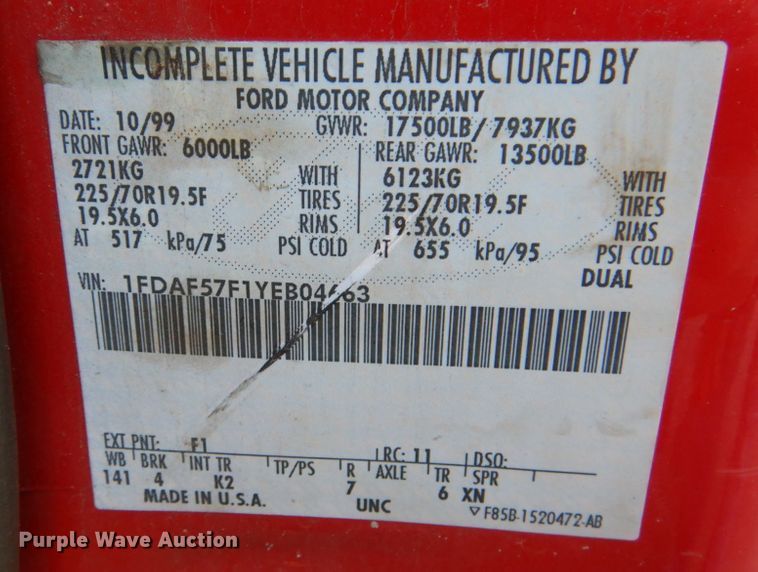 INCOMPLETE VEHICLE MANUFACTURED BY
FORD MOTOR COMPANY
DATE: 10/99 GVWR: 17500LB/ 7937KG
FRONT GAWR: 6000LB REAR GAWR: 13500LB
2721KG WITH 6123KG WITH
225/70R19.5F TIRES 225/70R19.5F TIRES
19.5X6.0 RIMS 19.5X6.0 RIMS
AT 517 kPa/75 PSI COLD AT 655 kPa/95 PSI COLD
DUAL
VIN:
EXT PNT: F1 RC: 11 DSO:
WB BRK INT TR TP/PS R AXLE TR SPR
141 4 K2 7 6 XN
MADE IN U.S.A. UNC ▽ F85B-1520472-AB
Purple Wave Auction